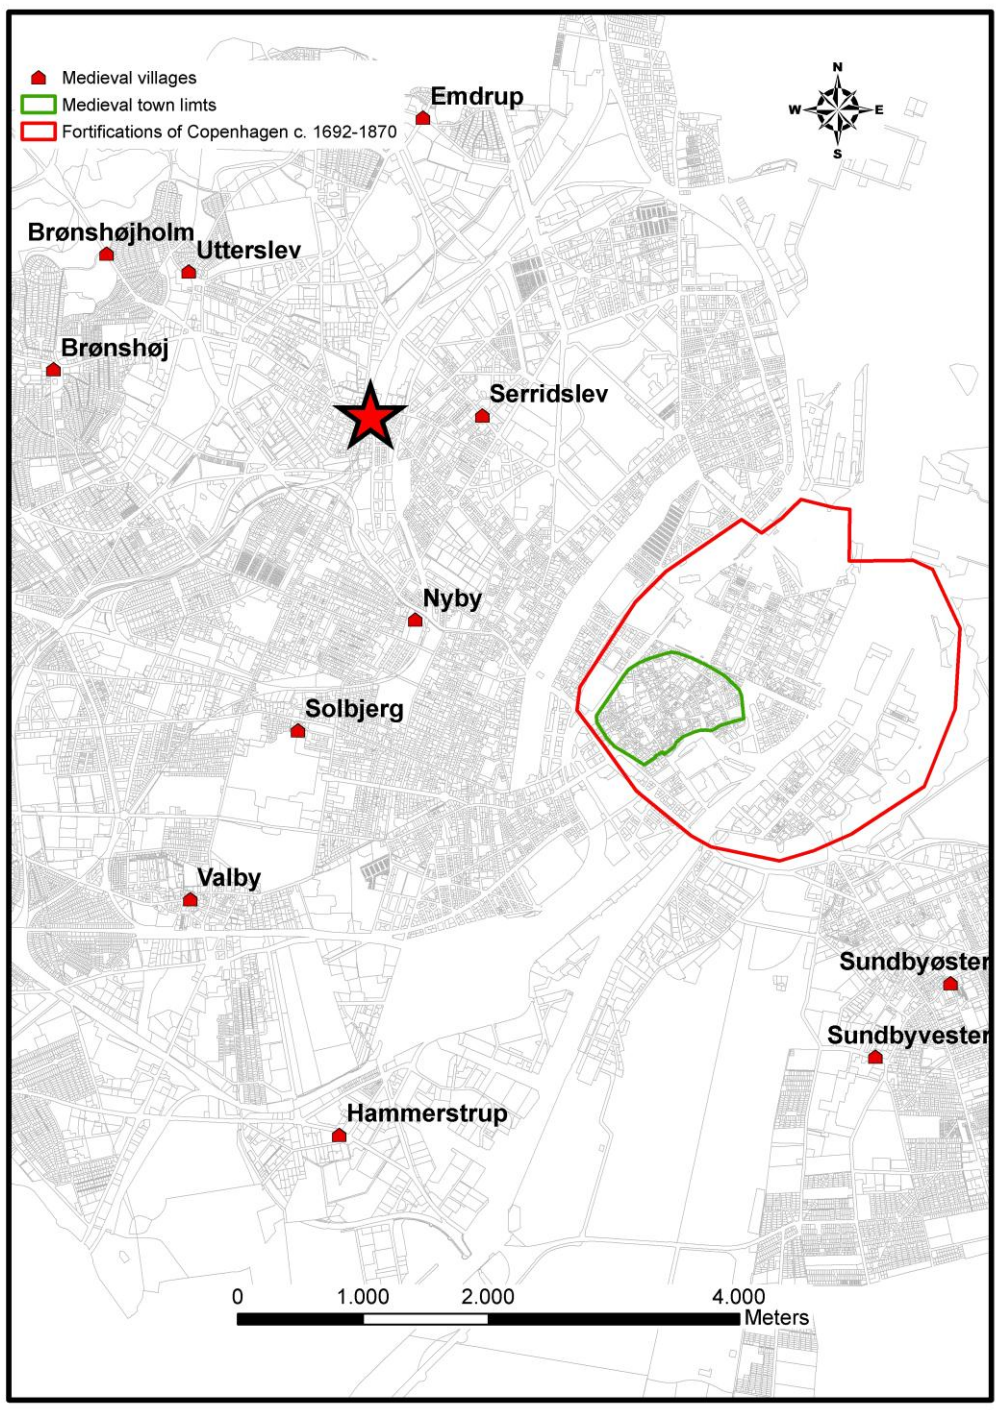 Medieval villages
Medieval town limts
Fortifications of Copenhagen c. 1692-1870
N
W E
S
Emdrup
Brønshøjholm
Utterslev
Brønshøj
Serridslev
Nyby
Solbjerg
Valby
Sundbyøster
Sundbyvester
Hammerstrup
0 1.000 2.000 4.000
Meters